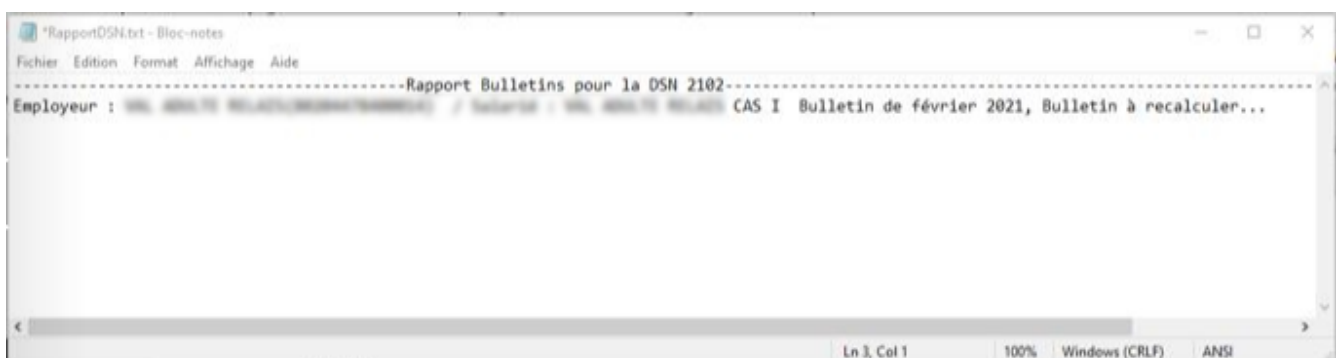 *RapportDSN.txt - Bloc-notes
Fichier Edition Format Affichage Aide
---------------------------------------Rapport Bulletins pour la DSN 2102-----------------------------------------------------------
Employeur : / Salarié : CAS I Bulletin de février 2021, Bulletin à recalculer...
Ln 3, Col 1 100% Windows (CRLF) ANSI